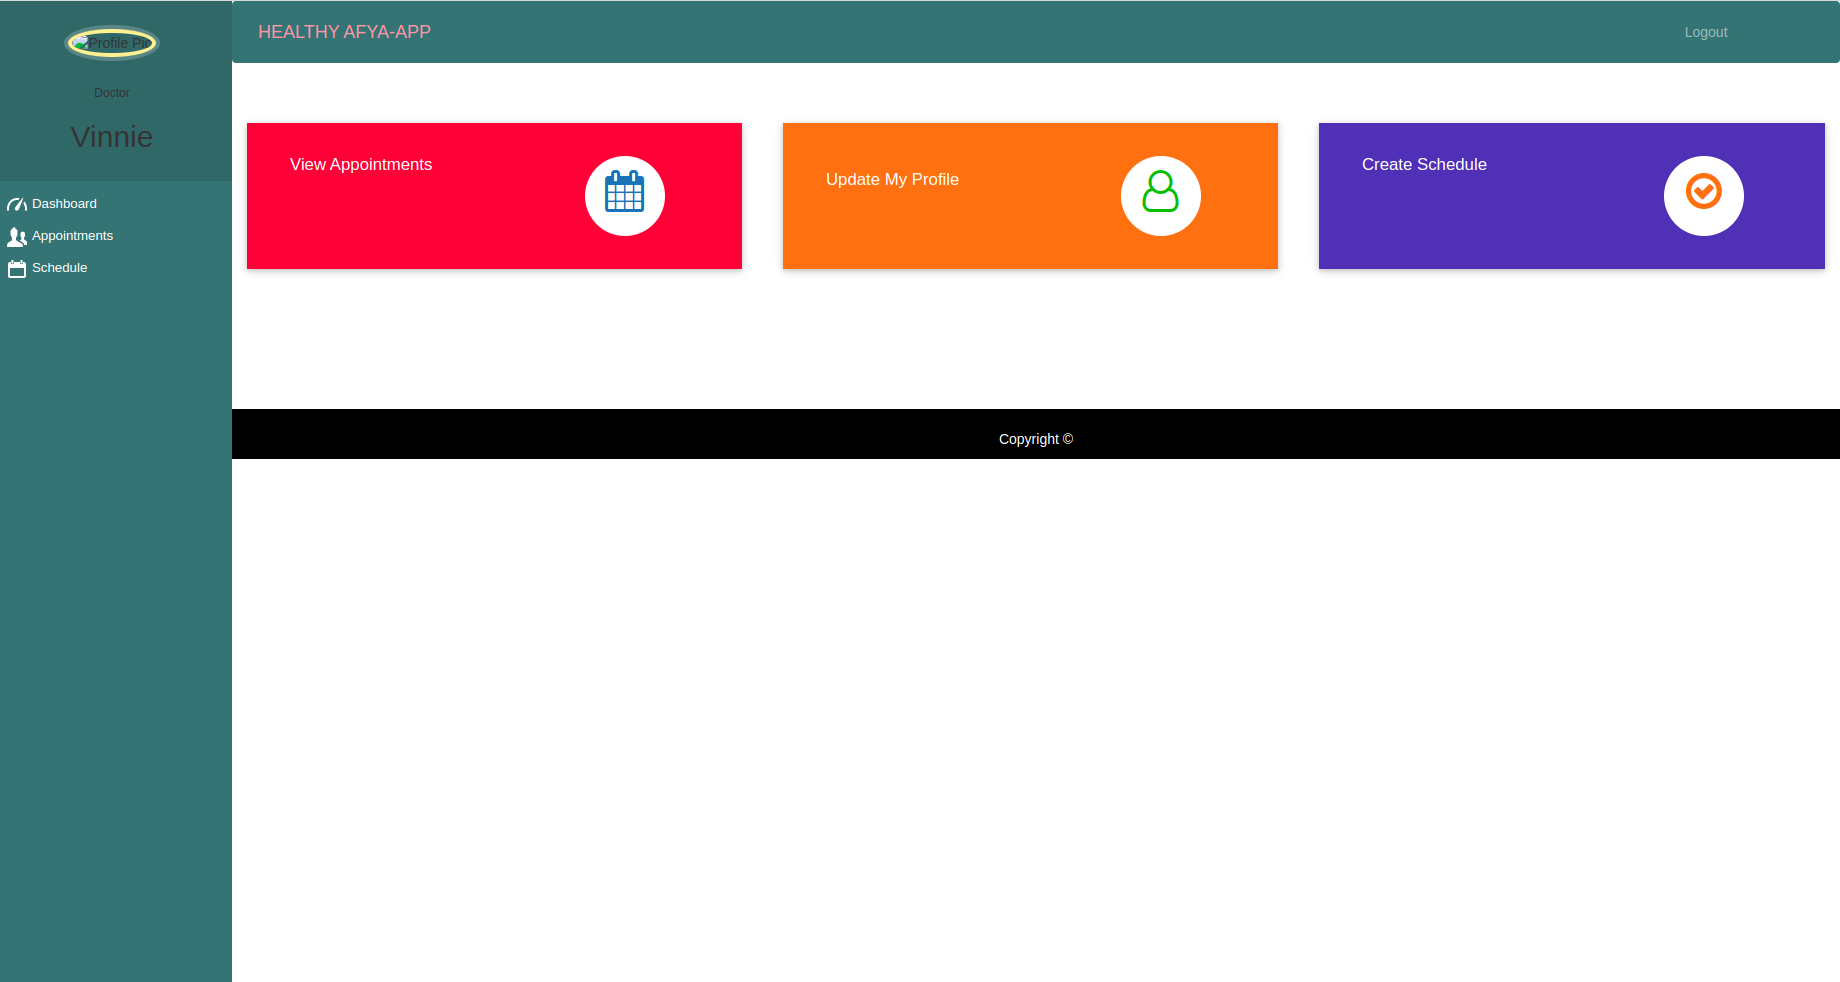 Profile Pic
Doctor
Vinnie
Dashboard
Appointments
Schedule
HEALTHY AFYA-APP
Logout
View Appointments
Update My Profile
Create Schedule
Copyright ©